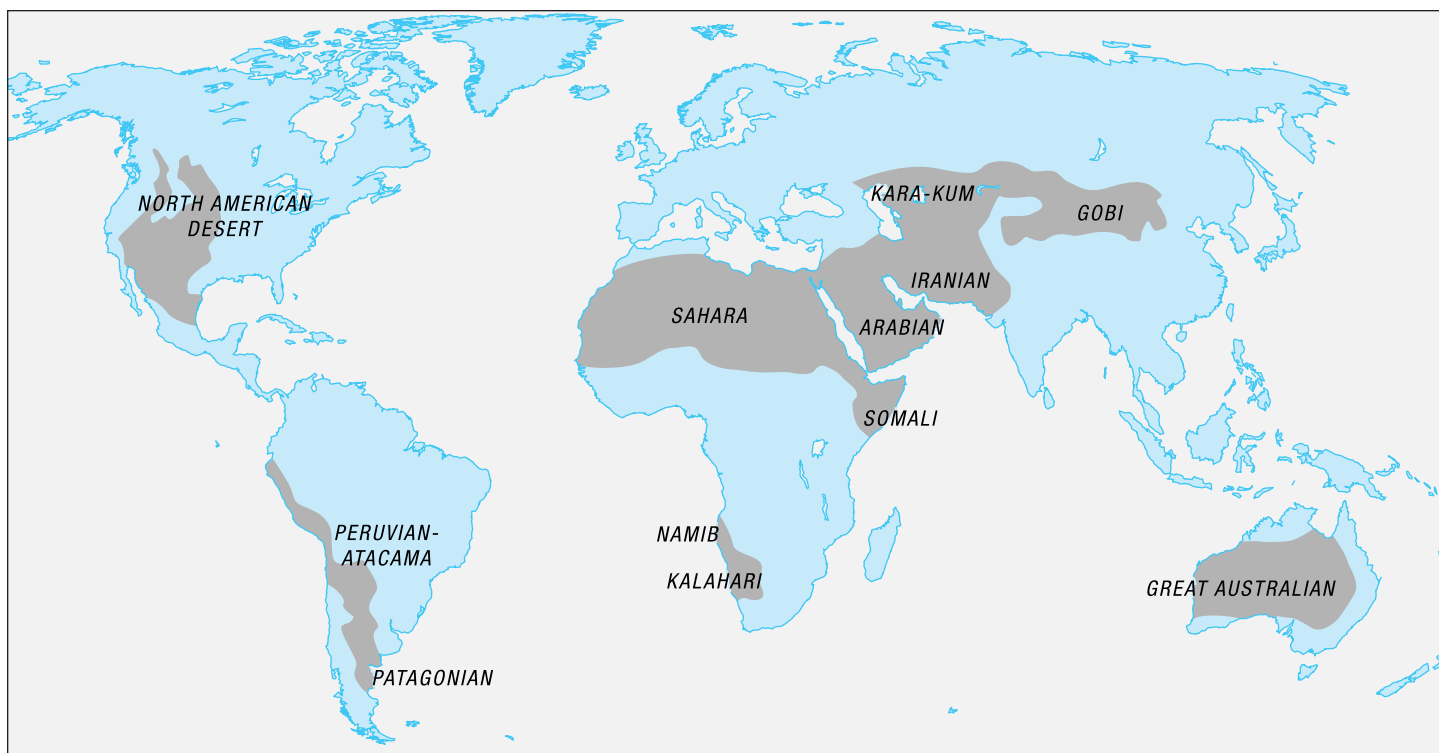 NORTH AMERICAN
DESERT
KARA-KUM
GOBI
IRANIAN
SAHARA
ARABIAN
SOMALI
PERUVIAN-
ATACAMA
NAMIB
KALAHARI
GREAT AUSTRALIAN
PATAGONIAN